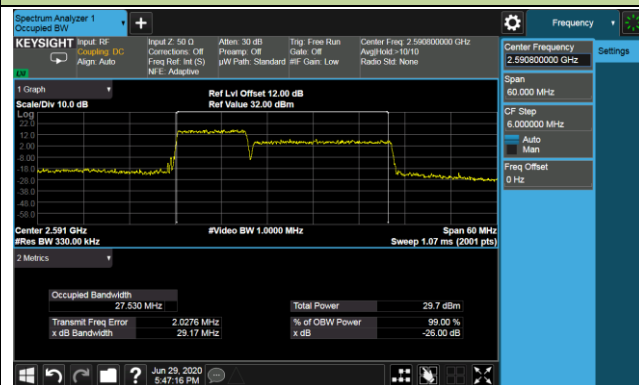 Spectrum Analyzer 1
Occupied BW
Frequency
KEYSIGHT
Input: RF
Coupling: DC
Align: Auto
Input Z: 50 Ω
Corrections: Off
Freq Ref: Int (S)
NFE: Adaptive
Atten: 30 dB
Preamp: Off
µW Path: Standard
Trig: Free Run
Gate: Off
#IF Gain: Low
Center Freq: 2.590800000 GHz
Avg|Hold:>10/10
Radio Std: None
Center Frequency
2.590800000 GHz
Settings
Span
60.000 MHz
CF Step
6.000000 MHz
Auto
Man
Freq Offset
0 Hz
1 Graph
Scale/Div 10.0 dB
Ref Lvl Offset 12.00 dB
Ref Value 32.00 dBm
Log
22.0
12.0
2.00
-8.00
-18.0
-28.0
-38.0
-48.0
-58.0
Center 2.591 GHz
#Res BW 330.00 kHz
#Video BW 1.0000 MHz
Span 60 MHz
Sweep 1.07 ms (2001 pts)
2 Metrics
Occupied Bandwidth
27.530 MHz
Total Power 29.7 dBm
Transmit Freq Error 2.0276 MHz
% of OBW Power 99.00 %
x dB Bandwidth 29.17 MHz
x dB -26.00 dB
Jun 29, 2020
5:47:16 PM